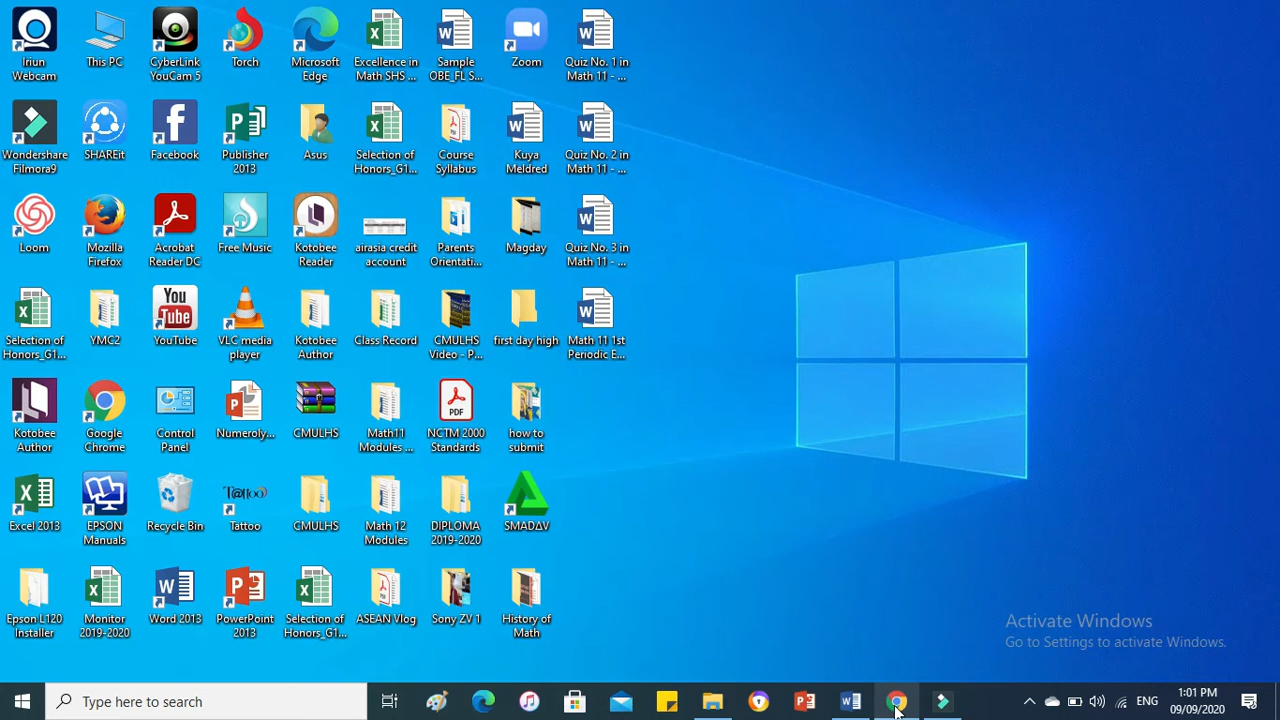 Iriun
Webcam
This PC
CyberLink
YouCam 5
Torch
Microsoft
Edge
Excellence in
Math SHS ...
Sample
OBE_FL S...
Zoom
Quiz No. 1 in
Math 11 - ...
Wondershare
Filmora9
SHAREit
Facebook
Publisher
2013
Asus
Selection of
Honors_G1...
Course
Syllabus
Kuya
Meldred
Quiz No. 2 in
Math 11 - ...
Loom
Mozilla
Firefox
Acrobat
Reader DC
Free Music
Kotobee
Reader
airasia credit
account
Parents
Orientati...
Magday
Quiz No. 3 in
Math 11 - ...
Selection of
Honors_G1...
YMC2
You
Tube
YouTube
VLC media
player
Kotobee
Author
Class Record
CMULHS
Video - P...
first day high
Math 11 1st
Periodic E...
Kotobee
Author
Google
Chrome
Control
Panel
Numeroly...
CMULHS
Math11
Modules ...
PDF
NCTM 2000
Standards
how to
submit
Excel 2013
EPSON
Manuals
Recycle Bin
Tattoo
Tattoo
CMULHS
Math 12
Modules
DIPLOMA
2019-2020
SMADΔV
Epson L120
Installer
Monitor
2019-2020
Word 2013
PowerPoint
2013
Selection of
Honors_G1...
ASEAN Vlog
Sony ZV 1
History of
Math
Activate Windows
Go to Settings to activate Windows.
Type here to search
ENG
1:01 PM
09/09/2020